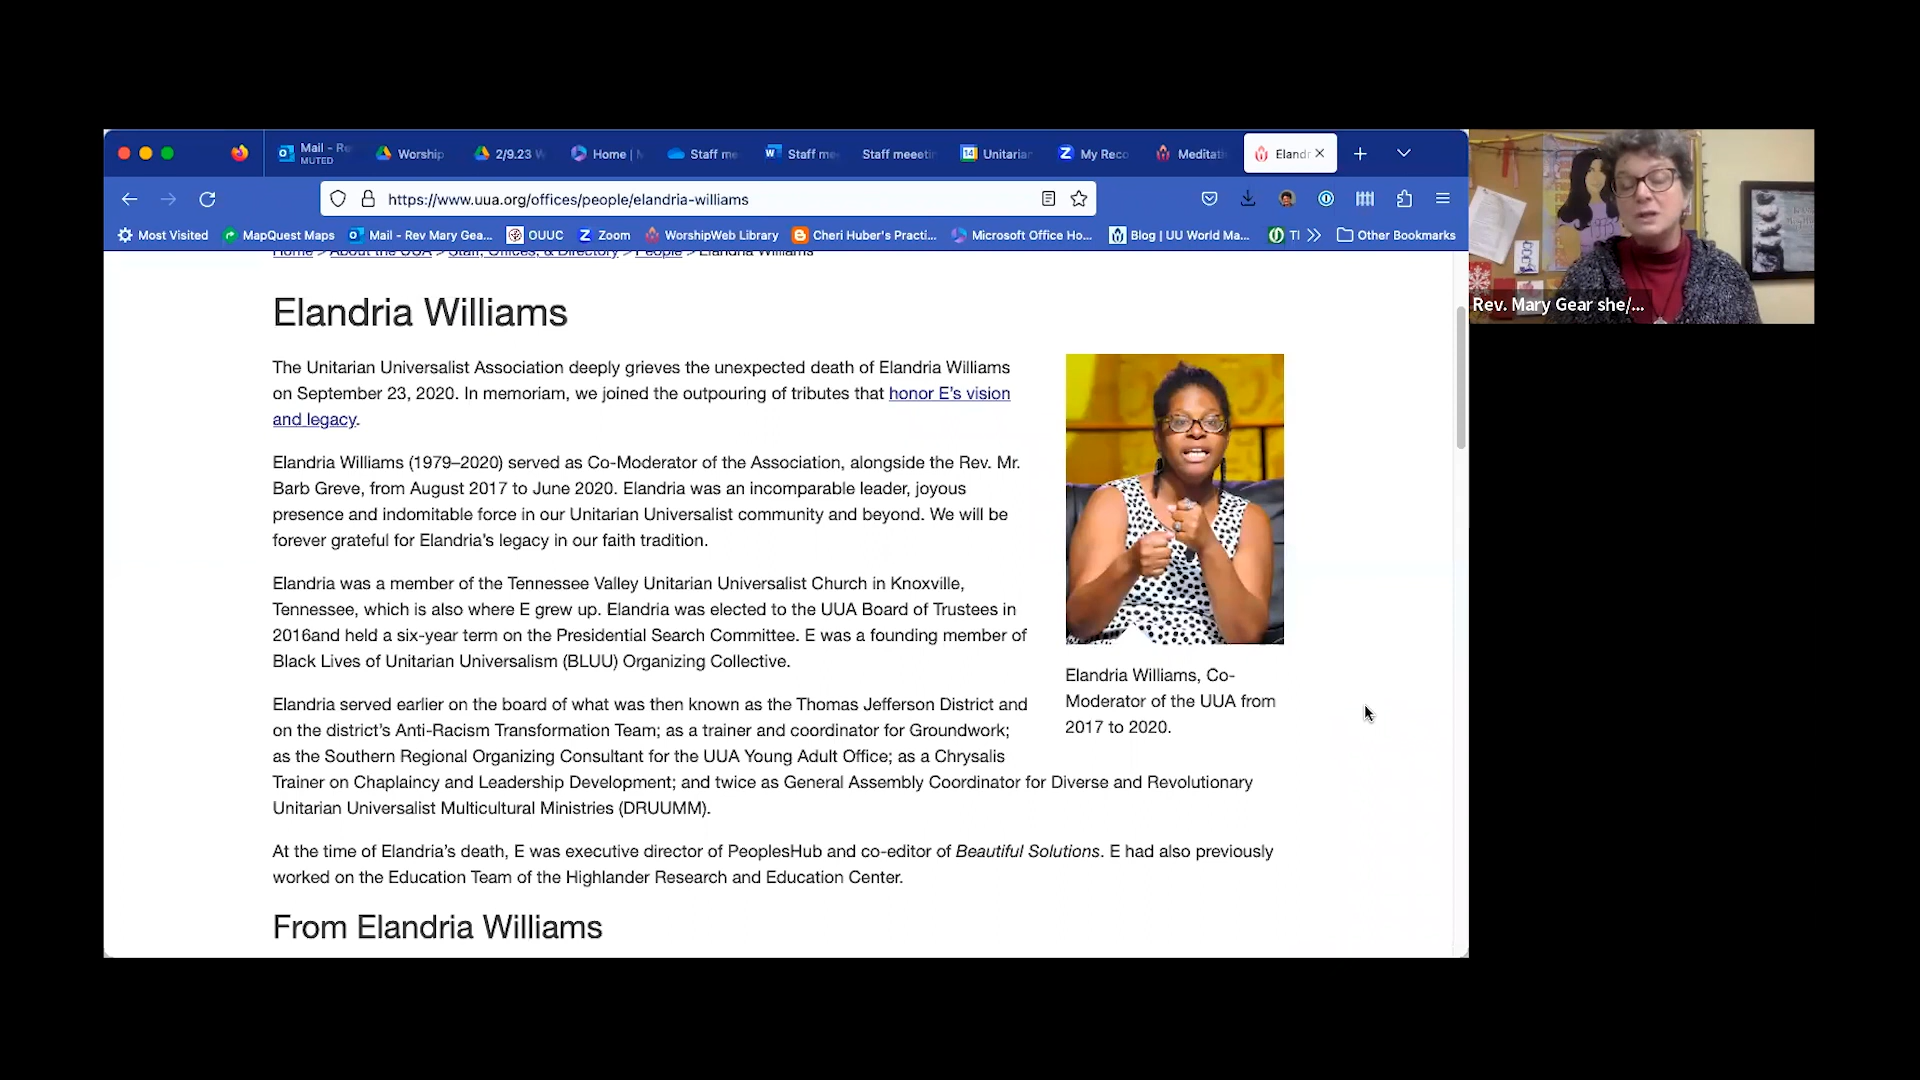 Mail - Re
MUTED
Worship
2/9.23 W
Home |
Staff me
Staff me
Staff meeetin
14
Unitarian
My Reco
Meditati
Elandr
https://www.uua.org/offices/people/elandria-williams
Most Visited
MapQuest Maps
Mail - Rev Mary Gea...
OUUC
Zoom
WorshipWeb Library
Cheri Huber's Practi...
Microsoft Office Ho...
Blog | UU World Ma...
TI
Other Bookmarks
Home > About the UUA > Staff, Offices, & Directory > People > Elandria Williams
Elandria Williams
The Unitarian Universalist Association deeply grieves the unexpected death of Elandria Williams
on September 23, 2020. In memoriam, we joined the outpouring of tributes that honor E's vision
and legacy.
Elandria Williams (1979–2020) served as Co-Moderator of the Association, alongside the Rev. Mr.
Barb Greve, from August 2017 to June 2020. Elandria was an incomparable leader, joyous
presence and indomitable force in our Unitarian Universalist community and beyond. We will be
forever grateful for Elandria's legacy in our faith tradition.
Elandria was a member of the Tennessee Valley Unitarian Universalist Church in Knoxville,
Tennessee, which is also where E grew up. Elandria was elected to the UUA Board of Trustees in
2016and held a six-year term on the Presidential Search Committee. E was a founding member of
Black Lives of Unitarian Universalism (BLUU) Organizing Collective.
Elandria served earlier on the board of what was then known as the Thomas Jefferson District and
on the district's Anti-Racism Transformation Team; as a trainer and coordinator for Groundwork;
as the Southern Regional Organizing Consultant for the UUA Young Adult Office; as a Chrysalis
Trainer on Chaplaincy and Leadership Development; and twice as General Assembly Coordinator for Diverse and Revolutionary
Unitarian Universalist Multicultural Ministries (DRUUMM).
At the time of Elandria's death, E was executive director of PeoplesHub and co-editor of Beautiful Solutions. E had also previously
worked on the Education Team of the Highlander Research and Education Center.
From Elandria Williams
Elandria Williams, Co-
Moderator of the UUA from
2017 to 2020.
Rev. Mary Gear she/...